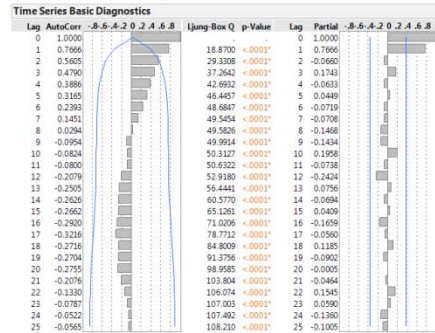 Time Series Basic Diagnostics
Lag AutoCorr -.8-.6-.4-.2 0 .2 .4 .6 .8 Ljung-Box Q p-Value Lag Partial -.8-.6-.4-.2 0 .2 .4 .6 .8
0 1.0000 . . 0 1.0000
1 0.7666 18.8700 <.0001* 1 0.7666
2 0.5605 29.3308 <.0001* 2 -0.0660
3 0.4790 37.2642 <.0001* 3 0.1743
4 0.3886 42.6932 <.0001* 4 -0.0633
5 0.3165 46.4457 <.0001* 5 0.0449
6 0.2393 48.6847 <.0001* 6 -0.0719
7 0.1451 49.5454 <.0001* 7 -0.0708
8 0.0294 49.5826 <.0001* 8 -0.1468
9 -0.0954 49.9914 <.0001* 9 -0.1434
10 -0.0824 50.3127 <.0001* 10 0.1958
11 -0.0800 50.6322 <.0001* 11 -0.0738
12 -0.2079 52.9180 <.0001* 12 -0.2424
13 -0.2505 56.4441 <.0001* 13 0.0756
14 -0.2626 60.5770 <.0001* 14 -0.0694
15 -0.2662 65.1261 <.0001* 15 0.0409
16 -0.2920 71.0206 <.0001* 16 -0.1659
17 -0.3216 78.7712 <.0001* 17 -0.0560
18 -0.2716 84.8009 <.0001* 18 0.1185
19 -0.2704 91.3756 <.0001* 19 -0.0902
20 -0.2755 98.9585 <.0001* 20 -0.0005
21 -0.2076 103.804 <.0001* 21 -0.0464
22 -0.1330 106.074 <.0001* 22 0.1545
23 -0.0787 107.003 <.0001* 23 0.0590
24 -0.0522 107.492 <.0001* 24 -0.1360
25 -0.0565 108.210 <.0001* 25 -0.1046